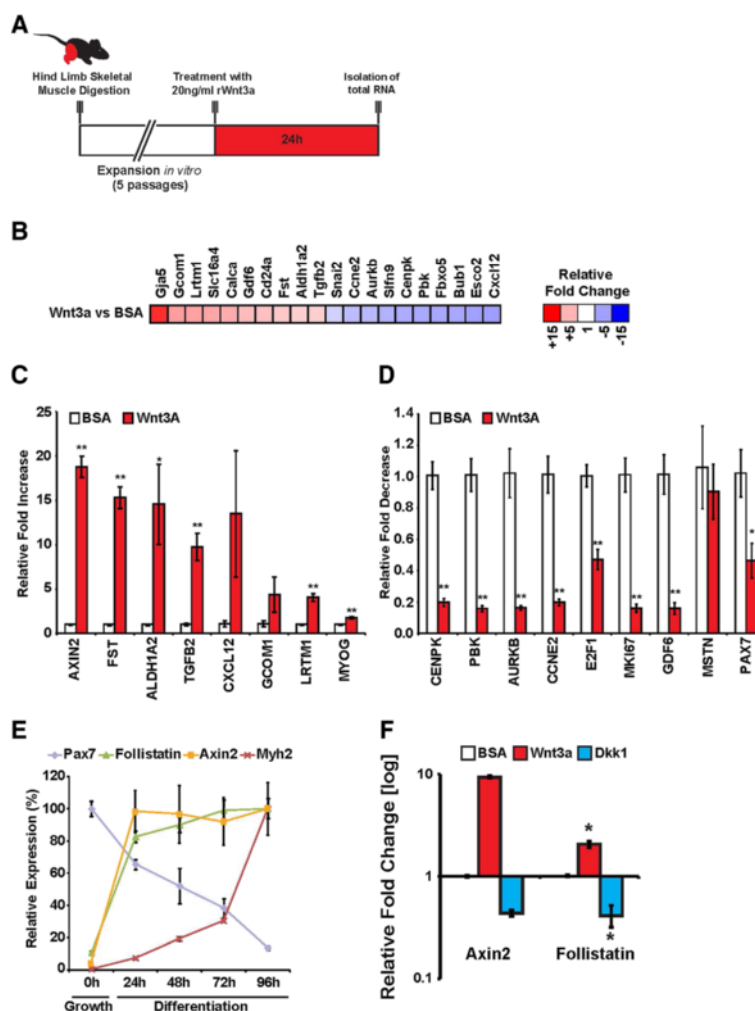 A
Hind Limb Skeletal
Muscle Digestion
Treatment with
20ng/ml rWnt3a
Isolation of
total RNA
24h
Expansion in vitro
(5 passages)
B
Gja5
Gcom1
Lrtm1
Slc16a4
Calca
Gdf6
Cd24a
Fst
Aldh1a2
Tgfb2
Snai2
Ccne2
Aurkb
Slfn9
Cenpk
Pbk
Fbxo5
Bub1
Esco2
Cxcl12
Wnt3a vs BSA
Relative
Fold Change
+15
+5
1
-5
-15
C
BSA Wnt3A
Relative Fold Increase
25
20
15
10
5
0
** ** * ** ** **
AXIN2
FST
ALDH1A2
TGFB2
CXCL12
GCOM1
LRTM1
MYOG
D
BSA Wnt3A
Relative Fold Decrease
1.4
1.2
1.0
0.8
0.6
0.4
0.2
0.0
** ** ** ** ** ** ** *
CENPK
PBK
AURKB
CCNE2
E2F1
MKI67
GDF6
MSTN
PAX7
E
Pax7 Follistatin Axin2 Myh2
Relative Expression (%)
120
100
80
60
40
20
0
0h 24h 48h 72h 96h
Growth Differentiation
F
BSA Wnt3a Dkk1
Relative Fold Change [log]
10
1
0.1
*
*
Axin2 Follistatin